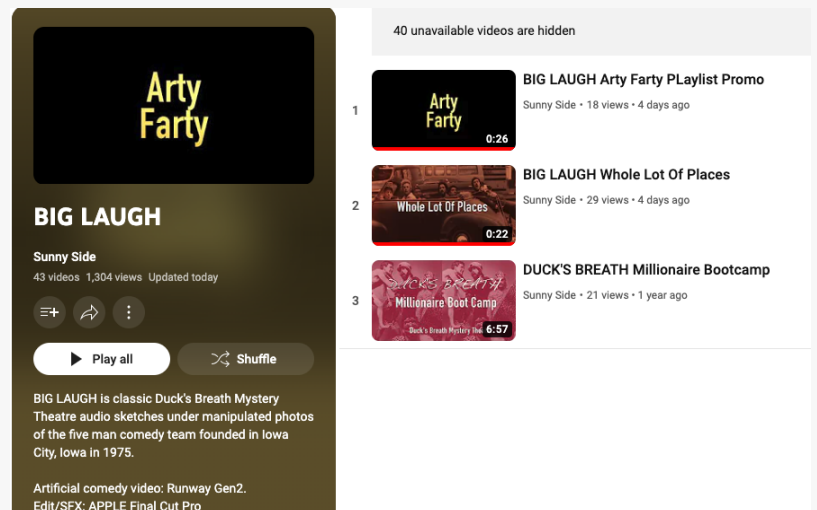 Arty
Farty
BIG LAUGH
Sunny Side
43 videos 1,304 views Updated today
Play all
Shuffle
BIG LAUGH is classic Duck's Breath Mystery
Theatre audio sketches under manipulated photos
of the five man comedy team founded in Iowa
City, Iowa in 1975.
Artificial comedy video: Runway Gen2.
Edit/SFX: APPLE Final Cut Pro
40 unavailable videos are hidden
1
Arty
Farty
0:26
BIG LAUGH Arty Farty PLaylist Promo
Sunny Side • 18 views • 4 days ago
2
Whole Lot Of Places
0:22
BIG LAUGH Whole Lot Of Places
Sunny Side • 29 views • 4 days ago
3
DUCK'S BREATH
Millionaire Boot Camp
Duck's Breath Mystery
6:57
DUCK'S BREATH Millionaire Bootcamp
Sunny Side • 21 views • 1 year ago